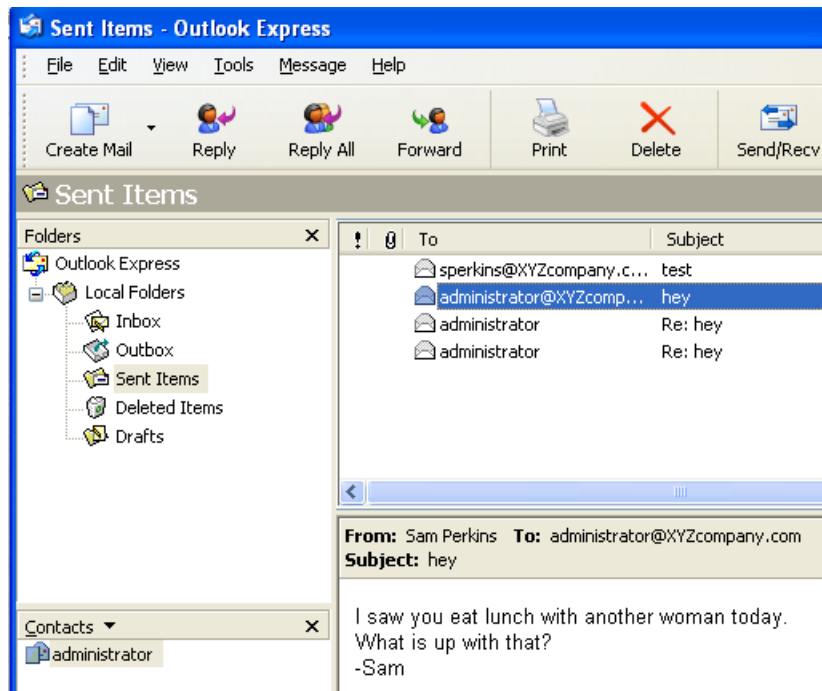 Sent Items - Outlook Express
File Edit View Tools Message Help
Create Mail Reply Reply All Forward Print Delete Send/Recv
Sent Items
Folders
! To Subject
Outlook Express
Local Folders
Inbox
Outbox
Sent Items
Deleted Items
Drafts
sperkins@XYZcompany.c... test
administrator@XYZcomp... hey
administrator Re: hey
administrator Re: hey
From: Sam Perkins To: administrator@XYZcompany.com
Subject: hey
I saw you eat lunch with another woman today.
What is up with that?
-Sam
Contacts
administrator